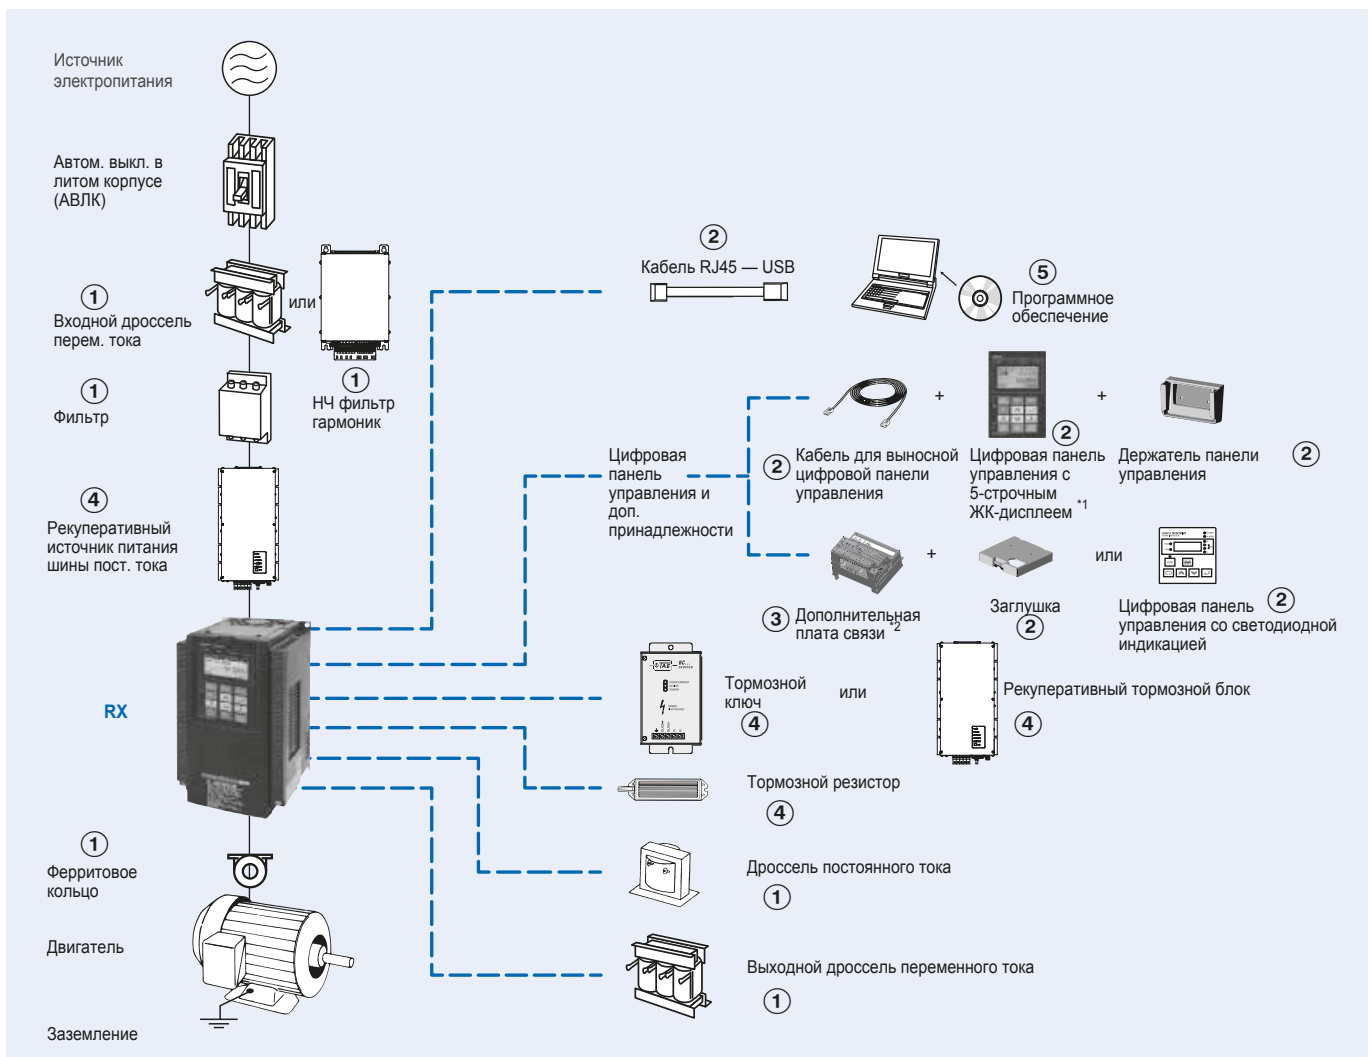 Источник
электропитания
Автом. выкл. в
литом корпусе
(АВЛК)
1
Входной дроссель
перем. тока
или
1
НЧ фильтр
гармоник
1
Фильтр
4
Рекуперативный
источник питания
шины пост. тока
RX
1
Ферритовое
кольцо
Двигатель
Заземление
2
Кабель RJ45 — USB
5
Программное
обеспечение
Цифровая
панель
управления и
доп.
принадлежности
+
+
2
Кабель для выносной
цифровой панели
управления
2
Цифровая панель
управления с
5-строчным
ЖК-дисплеем *1
Держатель панели
управления
2
+
или
3
Дополнительная
плата связи *2
Заглушка
2
Цифровая панель
управления со светодиодной
индикацией
2
Тормозной
ключ
4
или
Рекуперативный тормозной блок
4
Тормозной резистор
4
Дроссель постоянного тока
1
Выходной дроссель переменного тока
1